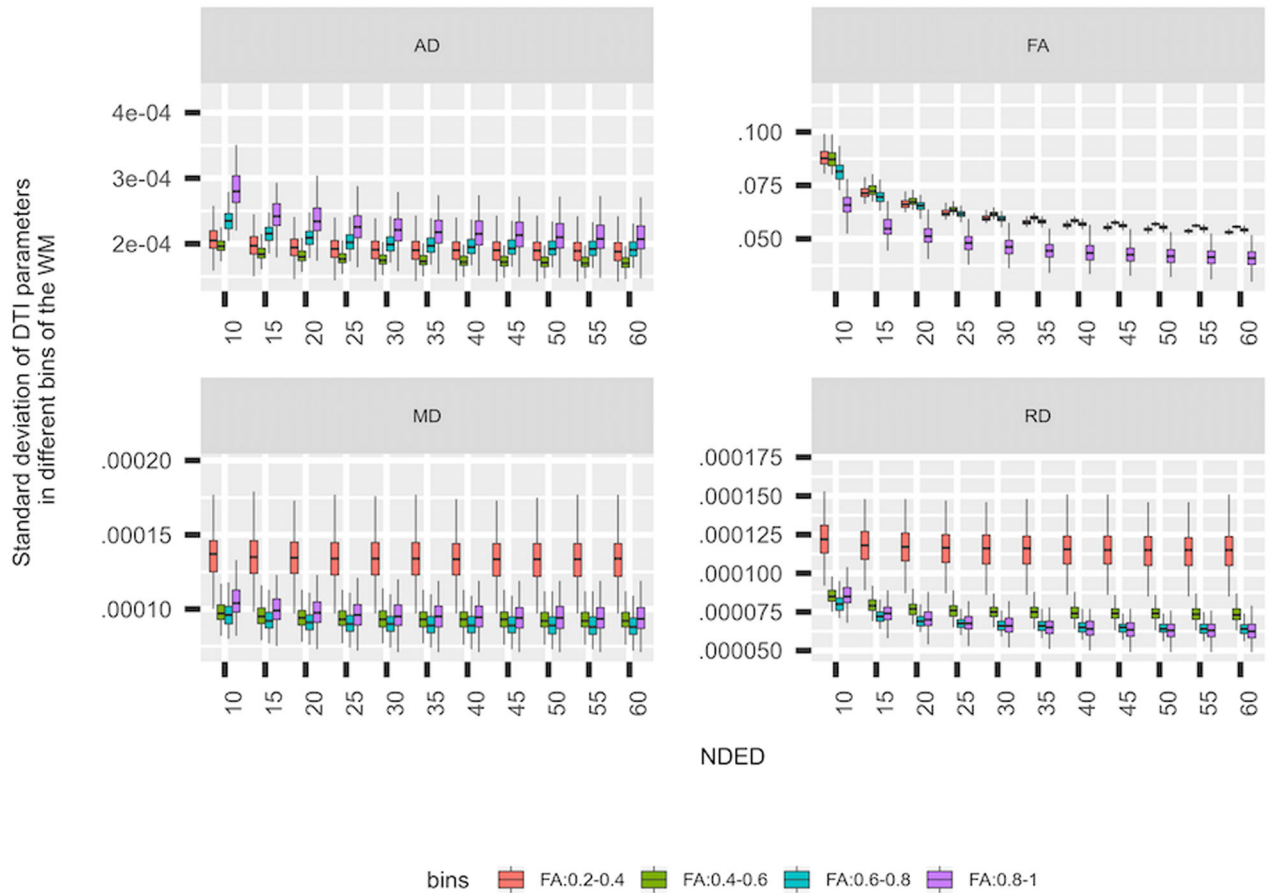 Standard deviation of DTI parameters
in different bins of the WM
AD
4e-04
3e-04
2e-04
10 15 20 25 30 35 40 45 50 55 60
FA
.100
.075
.050
10 15 20 25 30 35 40 45 50 55 60
MD
.00020
.00015
.00010
10 15 20 25 30 35 40 45 50 55 60
RD
.000175
.000150
.000125
.000100
.000075
.000050
10 15 20 25 30 35 40 45 50 55 60
NDED
bins FA:0.2-0.4 FA:0.4-0.6 FA:0.6-0.8 FA:0.8-1